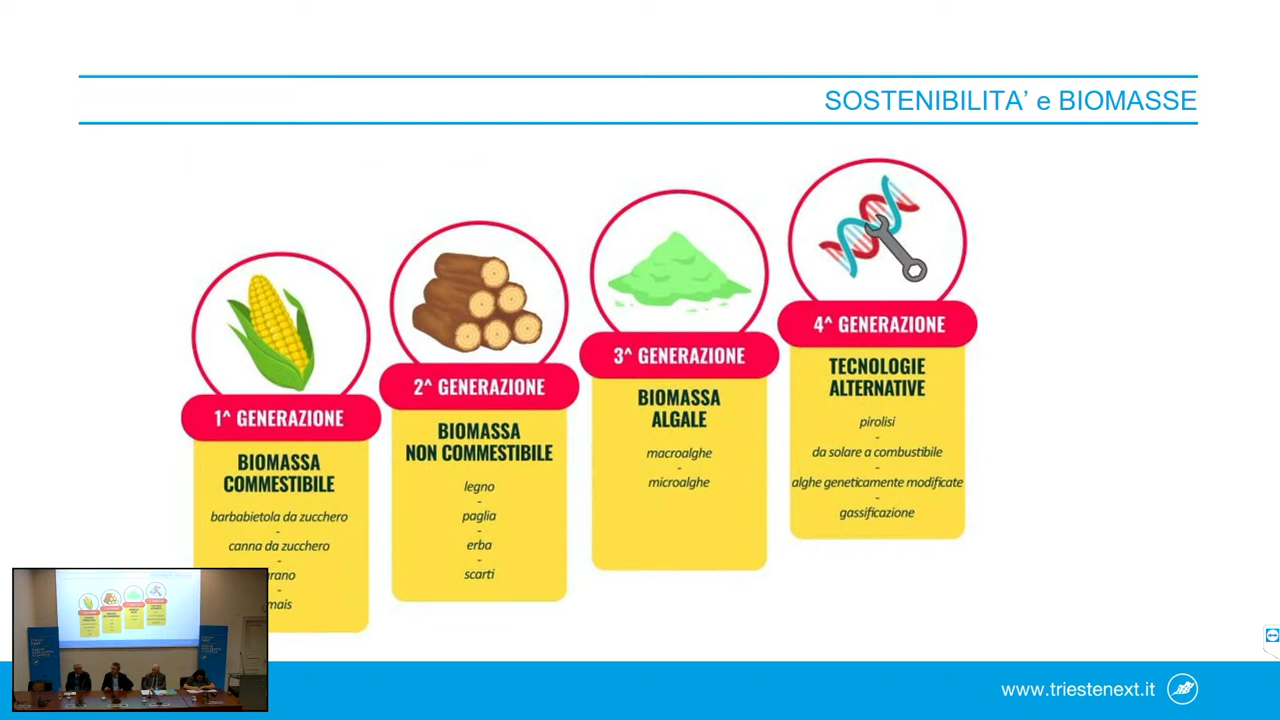 SOSTENIBILITA' e BIOMASSE
1^ GENERAZIONE
BIOMASSA
COMMESTIBILE
barbabietola da zucchero
-
canna da zucchero
-
mais
2^ GENERAZIONE
BIOMASSA
NON COMMESTIBILE
legno
-
paglia
-
erba
-
scarti
3^ GENERAZIONE
BIOMASSA
ALGALE
macroalghe
-
microalghe
4^ GENERAZIONE
TECNOLOGIE
ALTERNATIVE
pirolisi
-
da solare a combustibile
-
alghe geneticamente modificate
-
gassificazione
www.triestenext.it